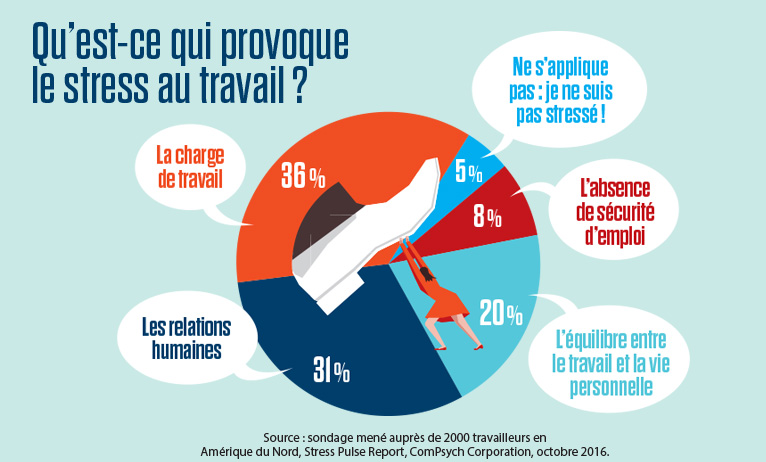 Qu'est-ce qui provoque
le stress au travail ?
Ne s'applique
pas : je ne suis
pas stressé !
La charge
de travail
36 %
5 %
L'absence
de sécurité
d'emploi
8 %
Les relations
humaines
31 %
20 %
L'équilibre entre
le travail et la vie
personnelle
Source : sondage mené auprès de 2000 travailleurs en
Amérique du Nord, Stress Pulse Report, ComPsych Corporation, octobre 2016.